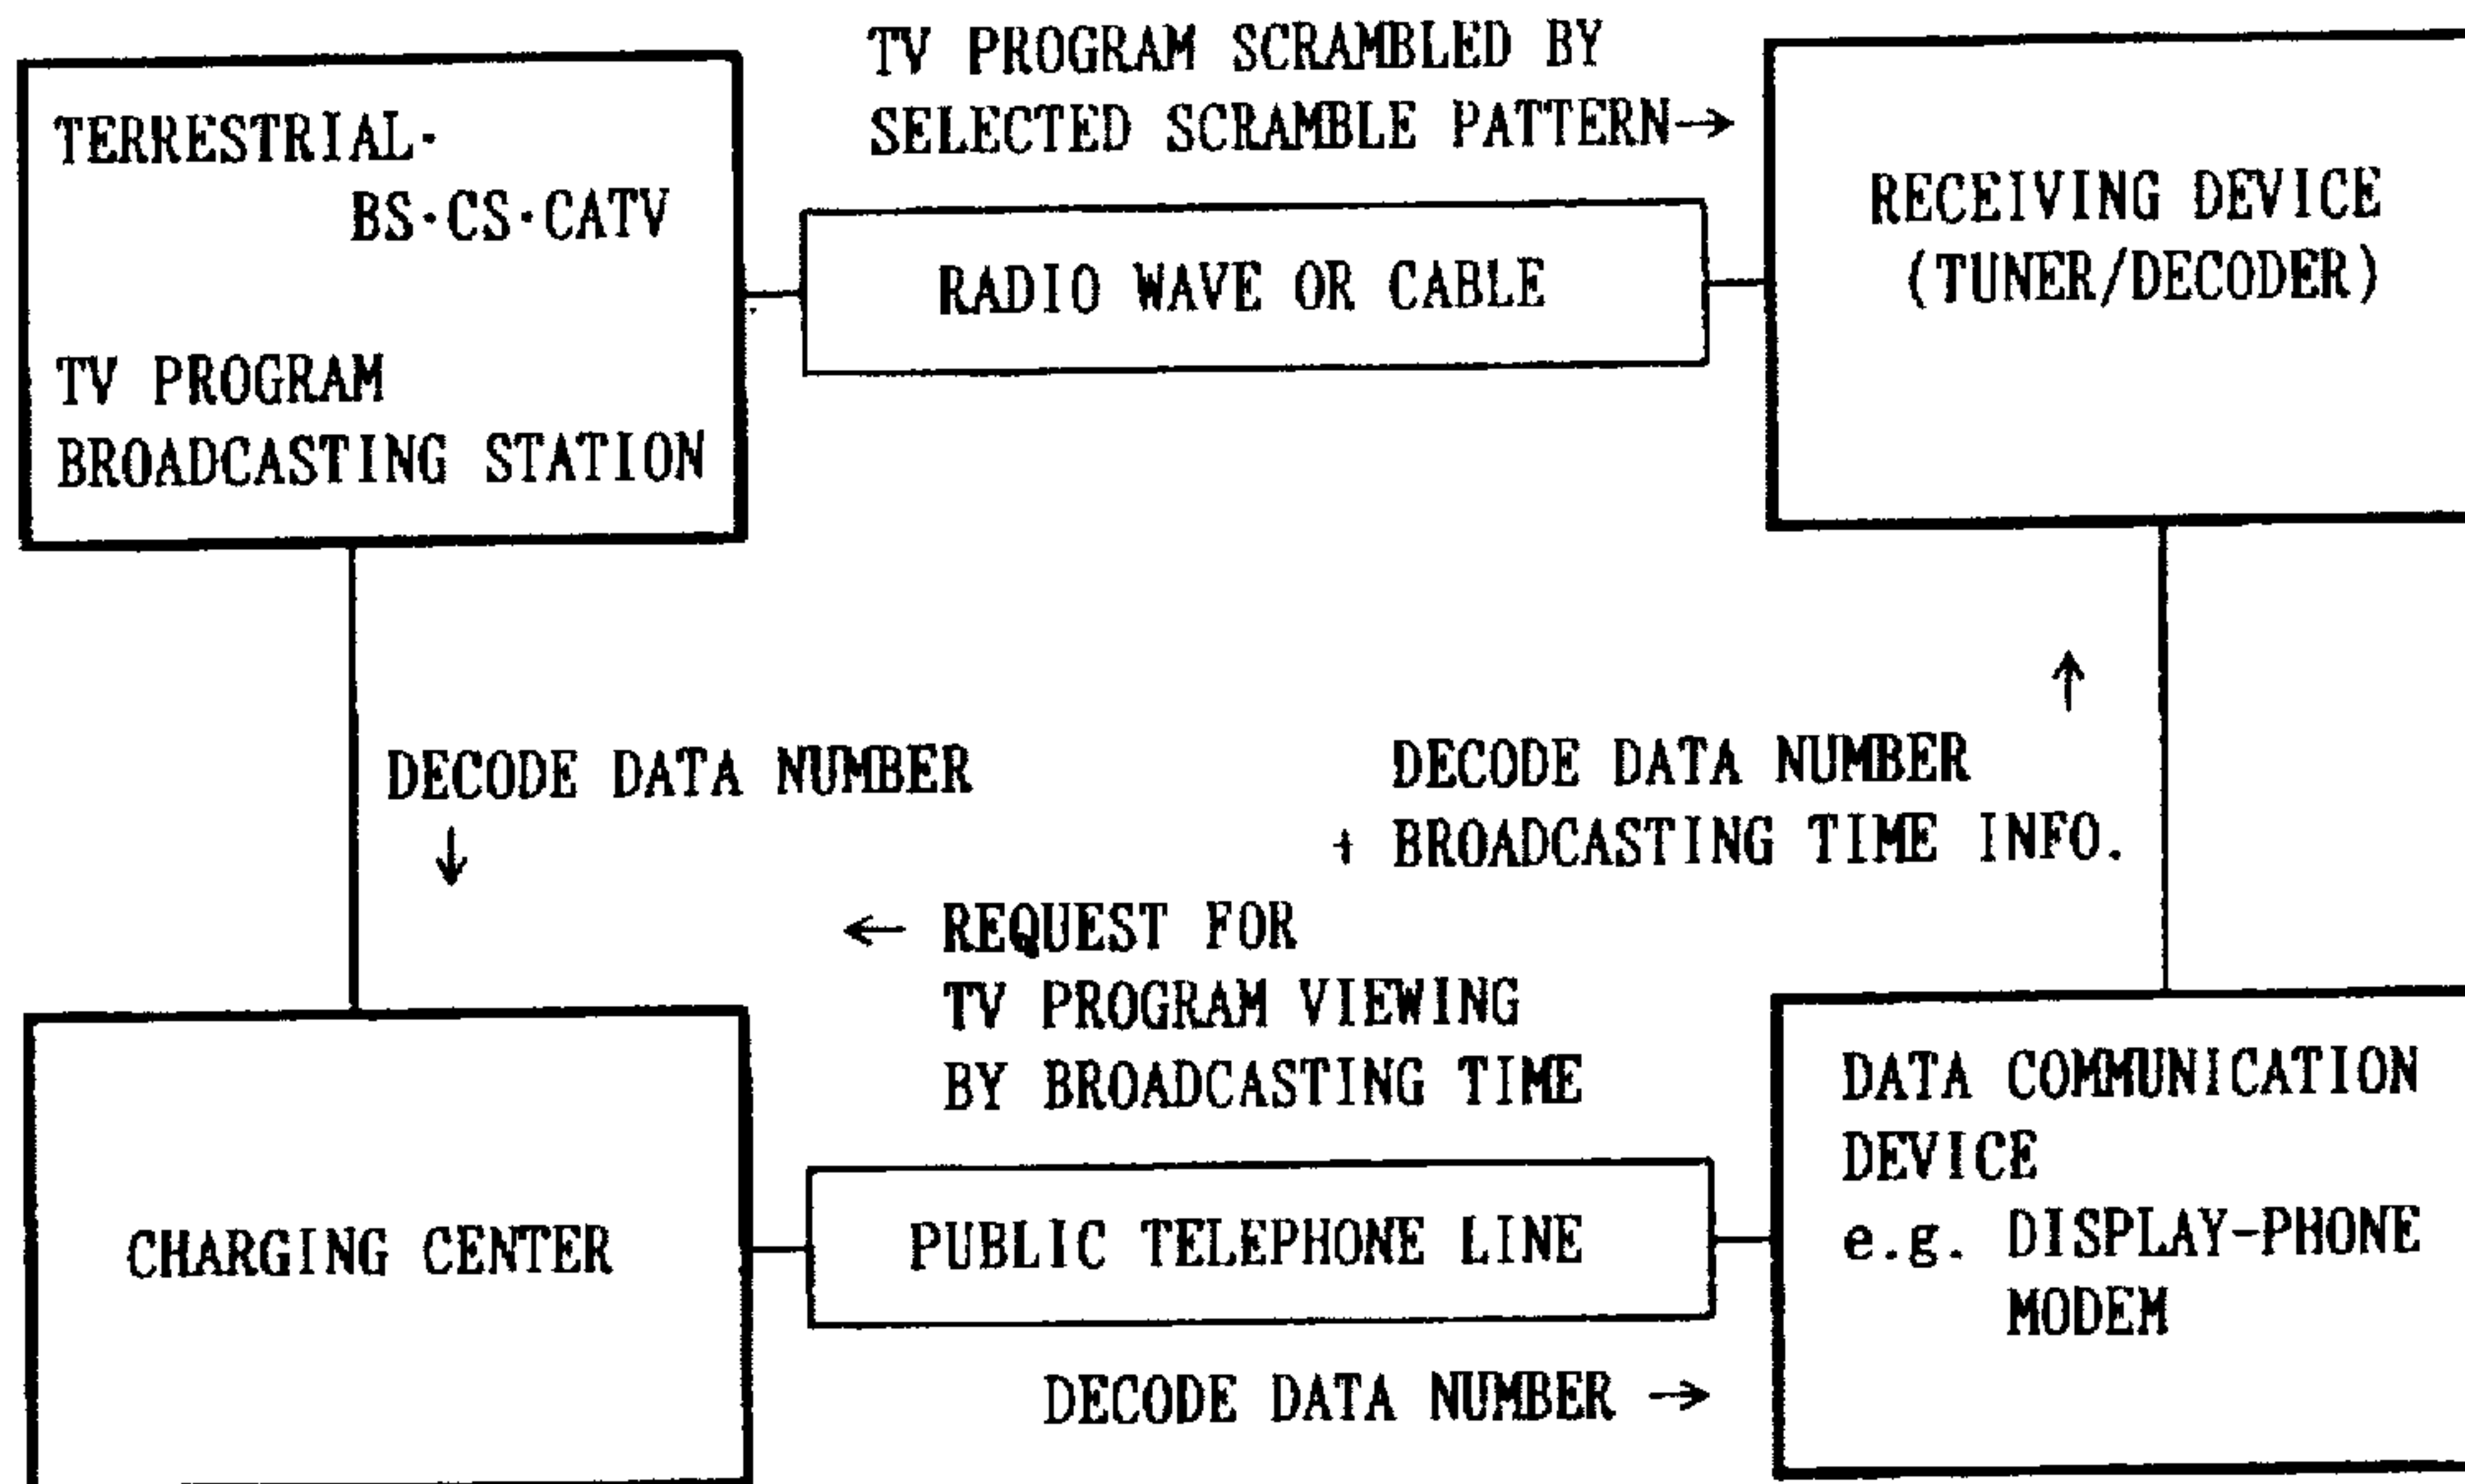 TERRESTRIAL·
BS·CS·CATV
TV PROGRAM
BROADCASTING STATION
TV PROGRAM SCRAMBLED BY
SELECTED SCRAMBLE PATTERN→
RADIO WAVE OR CABLE
RECEIVING DEVICE
(TUNER/DECODER)
DECODE DATA NUMBER
↓
↑
DECODE DATA NUMBER
+ BROADCASTING TIME INFO.
← REQUEST FOR
TV PROGRAM VIEWING
BY BROADCASTING TIME
CHARGING CENTER
PUBLIC TELEPHONE LINE
DECODE DATA NUMBER →
DATA COMMUNICATION
DEVICE
e.g. DISPLAY-PHONE
MODEM